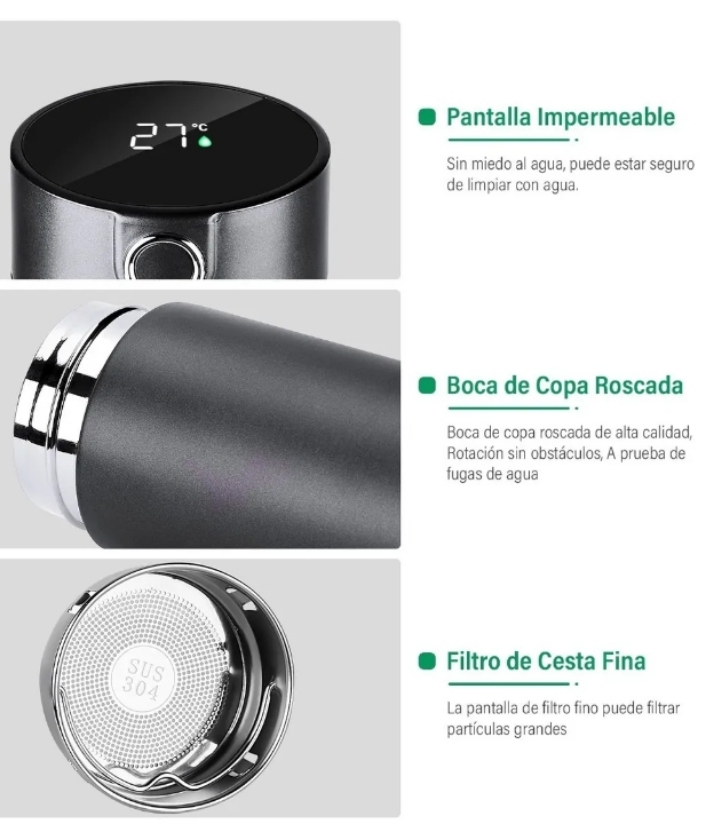 27°C
Pantalla Impermeable
Sin miedo al agua, puede estar seguro
de limpiar con agua.
Boca de Copa Roscada
Boca de copa roscada de alta calidad,
Rotación sin obstáculos, A prueba de
fugas de agua
SUS
304
Filtro de Cesta Fina
La pantalla de filtro fino puede filtrar
partículas grandes